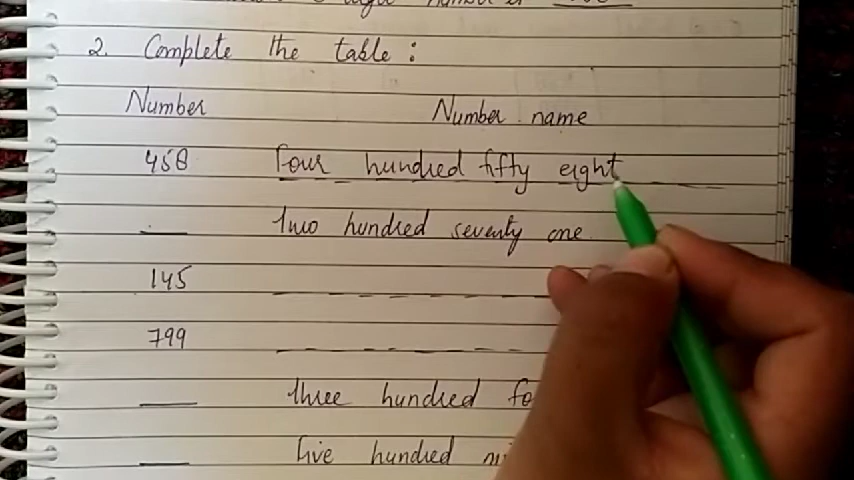 2. Complete the table :
Number Number name
458 Four hundred fifty eight
two hundred seventy one
145
799
three hundred
five hundred